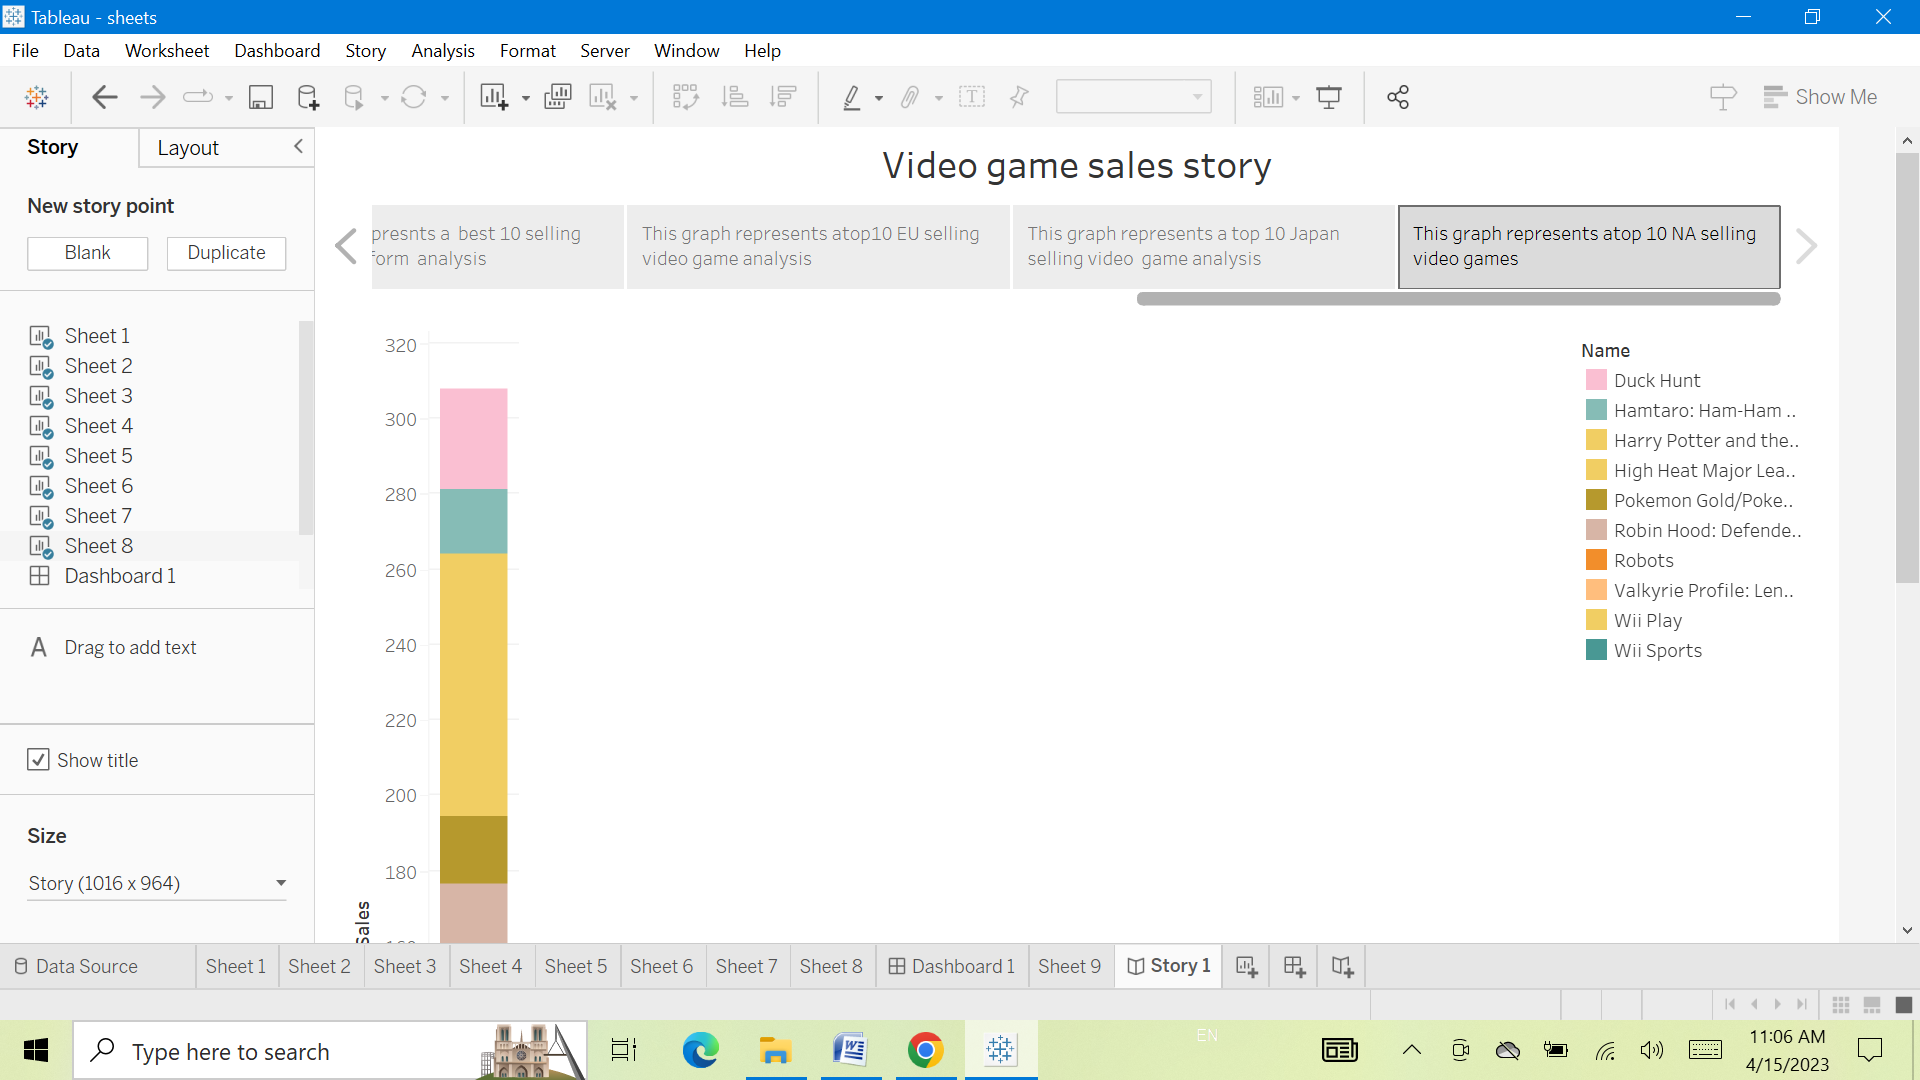 Tableau - sheets
File Data Worksheet Dashboard Story Analysis Format Server Window Help
Show Me
Story Layout
New story point
Blank Duplicate
Sheet 1
Sheet 2
Sheet 3
Sheet 4
Sheet 5
Sheet 6
Sheet 7
Sheet 8
Dashboard 1
A Drag to add text
Show title
Size
Story (1016 x 964)
Video game sales story
presnts a best 10 selling
form analysis
This graph represents atop10 EU selling
video game analysis
This graph represents a top 10 Japan
selling video game analysis
This graph represents atop 10 NA selling
video games
320
300
280
260
240
220
200
180
160
Sales
Name
Duck Hunt
Hamtaro: Ham-Ham ..
Harry Potter and the..
High Heat Major Lea..
Pokemon Gold/Poke..
Robin Hood: Defende..
Robots
Valkyrie Profile: Len..
Wii Play
Wii Sports
Data Source Sheet 1 Sheet 2 Sheet 3 Sheet 4 Sheet 5 Sheet 6 Sheet 7 Sheet 8 Dashboard 1 Sheet 9 Story 1
Type here to search
EN
11:06 AM
4/15/2023